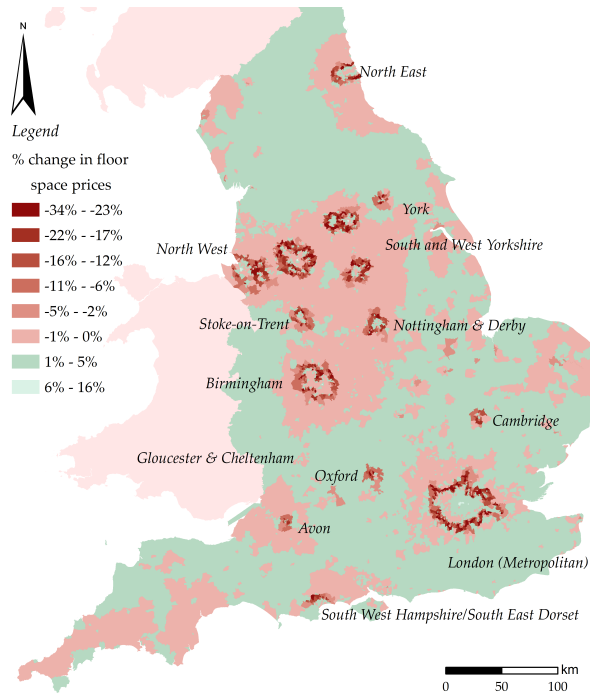 N
North East
Legend
% change in floor
space prices
-34% - -23%
-22% - -17%
-16% - -12%
-11% - -6%
-5% - -2%
-1% - 0%
1% - 5%
6% - 16%
York
South and West Yorkshire
North West
Stoke-on-Trent
Nottingham & Derby
Birmingham
Cambridge
Gloucester & Cheltenham
Oxford
Avon
London (Metropolitan)
South West Hampshire/South East Dorset
km
0 50 100